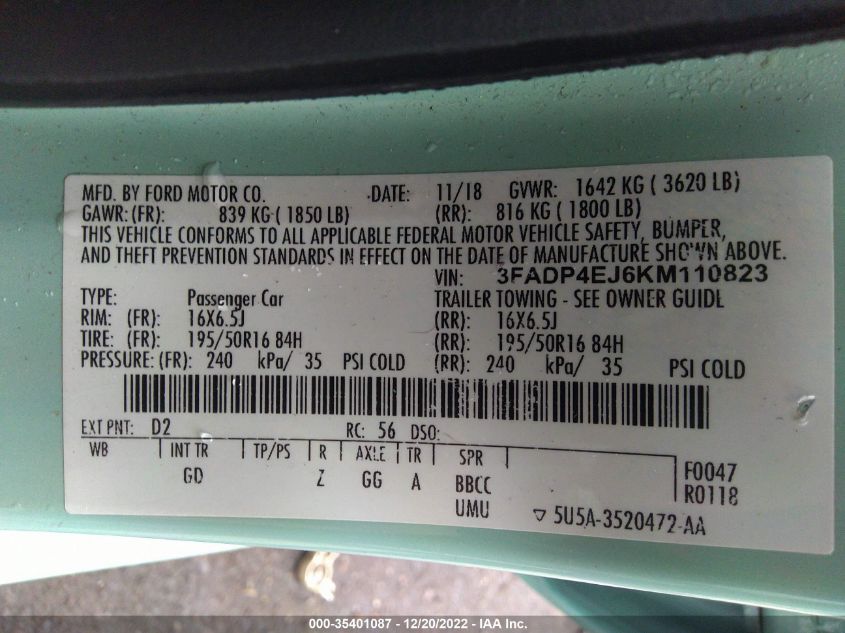 MFD. BY FORD MOTOR CO. DATE: 11/18 GVWR: 1642 KG ( 3620 LB)
GAWR: (FR): 839 KG ( 1850 LB) (RR): 816 KG ( 1800 LB)
THIS VEHICLE CONFORMS TO ALL APPLICABLE FEDERAL MOTOR VEHICLE SAFETY, BUMPER,
AND THEFT PREVENTION STANDARDS IN EFFECT ON THE DATE OF MANUFACTURE SHOWN ABOVE.
VIN: 3FADP4EJ6KM110823
TYPE: Passenger Car TRAILER TOWING - SEE OWNER GUIDE
RIM: (FR): 16X6.5J (RR): 16X6.5J
TIRE: (FR): 195/50R16 84H (RR): 195/50R16 84H
PRESSURE: (FR): 240 kPa/ 35 PSI COLD (RR): 240 kPa/ 35 PSI COLD
EXT PNT: D2 RC: 56 DSO:
WB INT TR TP/PS R AXLE TR SPR
GD Z GG A BBCC
UMU
F0047
R0118
▽ 5U5A-3520472-AA
000-35401087 - 12/20/2022 - IAA Inc.